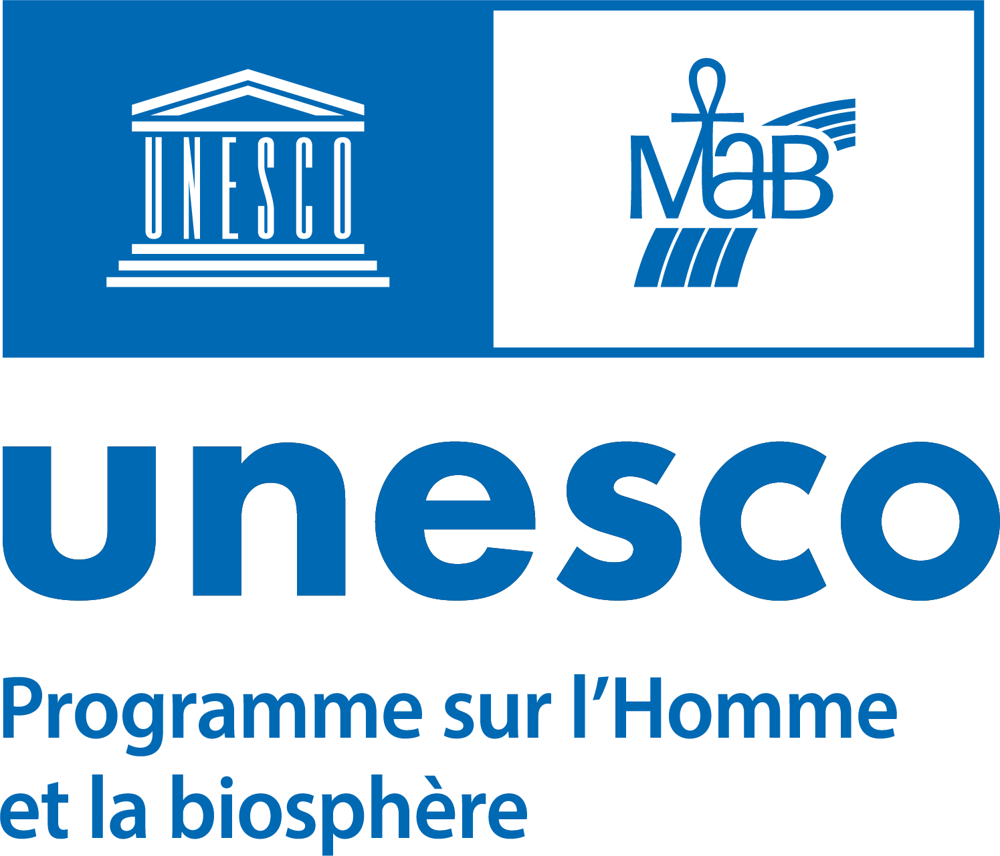 UNESCO
MaB
unesco
Programme sur l’Homme
et la biosphère